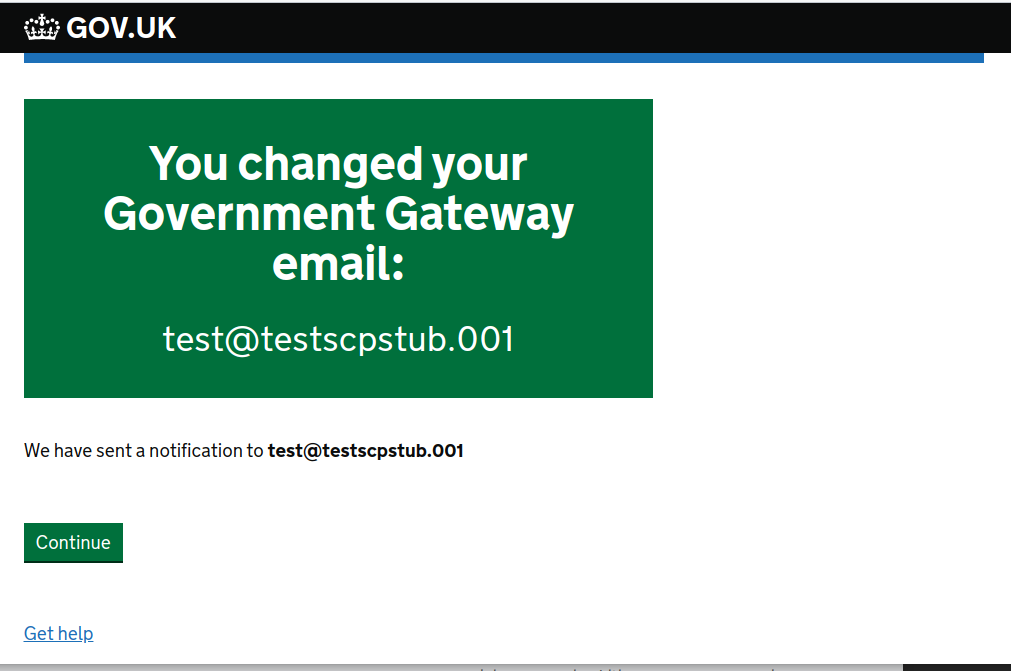 GOV.UK
You changed your
Government Gateway
email:
test@testscpstub.001
We have sent a notification to test@testscpstub.001
Continue
Get help